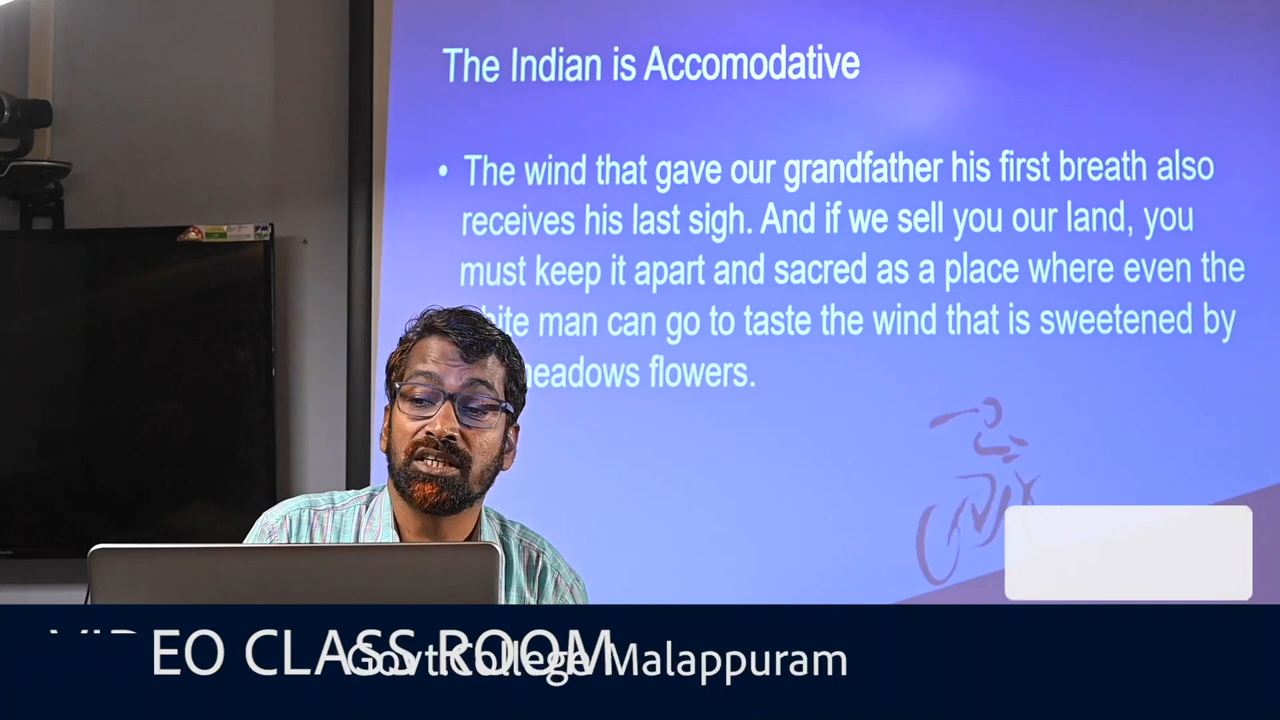 The Indian is Accomodative
• The wind that gave our grandfather his first breath also
receives his last sigh. And if we sell you our land, you
must keep it apart and sacred as a place where even the
man can go to taste the wind that is sweetened by
flowers.
EO CLASS ROOM
Govt College Malappuram